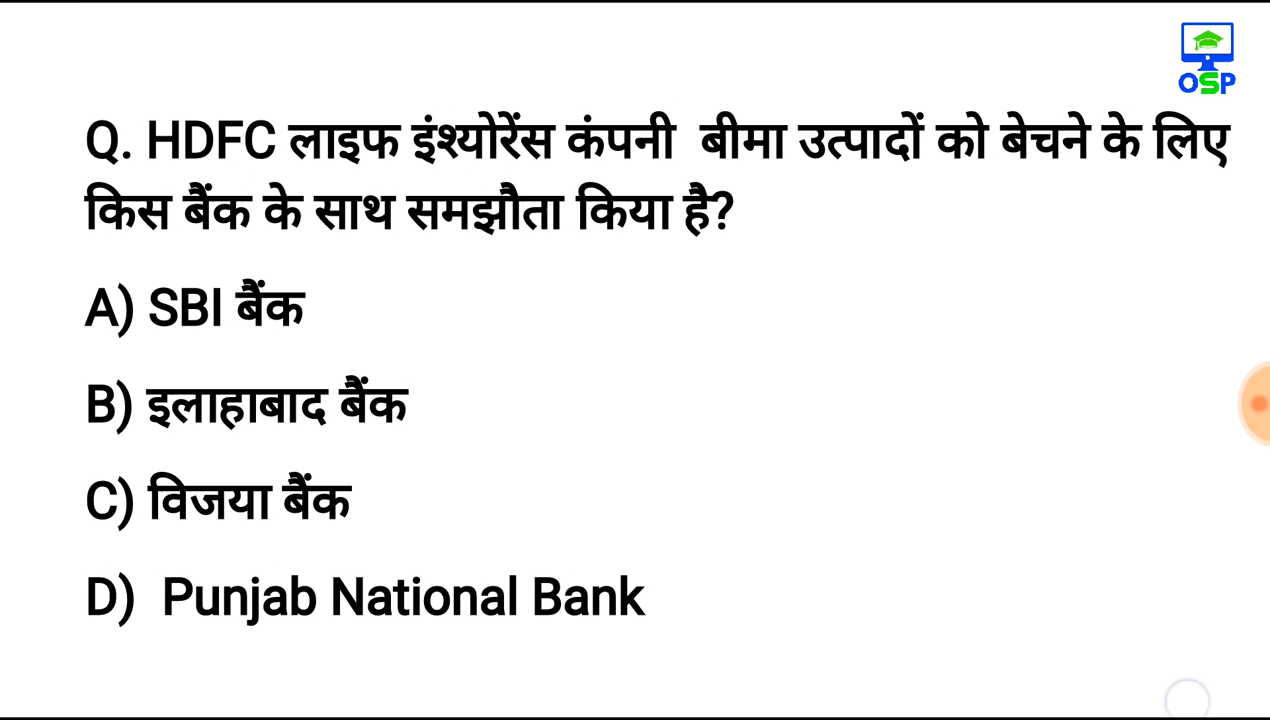 OSP
Q. HDFC लाइफ इंश्योरेंस कंपनी बीमा उत्पादों को बेचने के लिए
किस बैंक के साथ समझौता किया है?
A) SBI बैंक
B) इलाहाबाद बैंक
C) विजया बैंक
D) Punjab National Bank